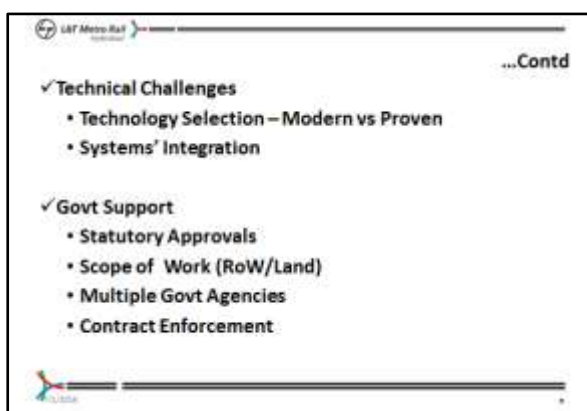 L&T Metro Rail
Hyderabad
...Contd
✓Technical Challenges
• Technology Selection – Modern vs Proven
• Systems' Integration
✓Govt Support
• Statutory Approvals
• Scope of Work (RoW/Land)
• Multiple Govt Agencies
• Contract Enforcement